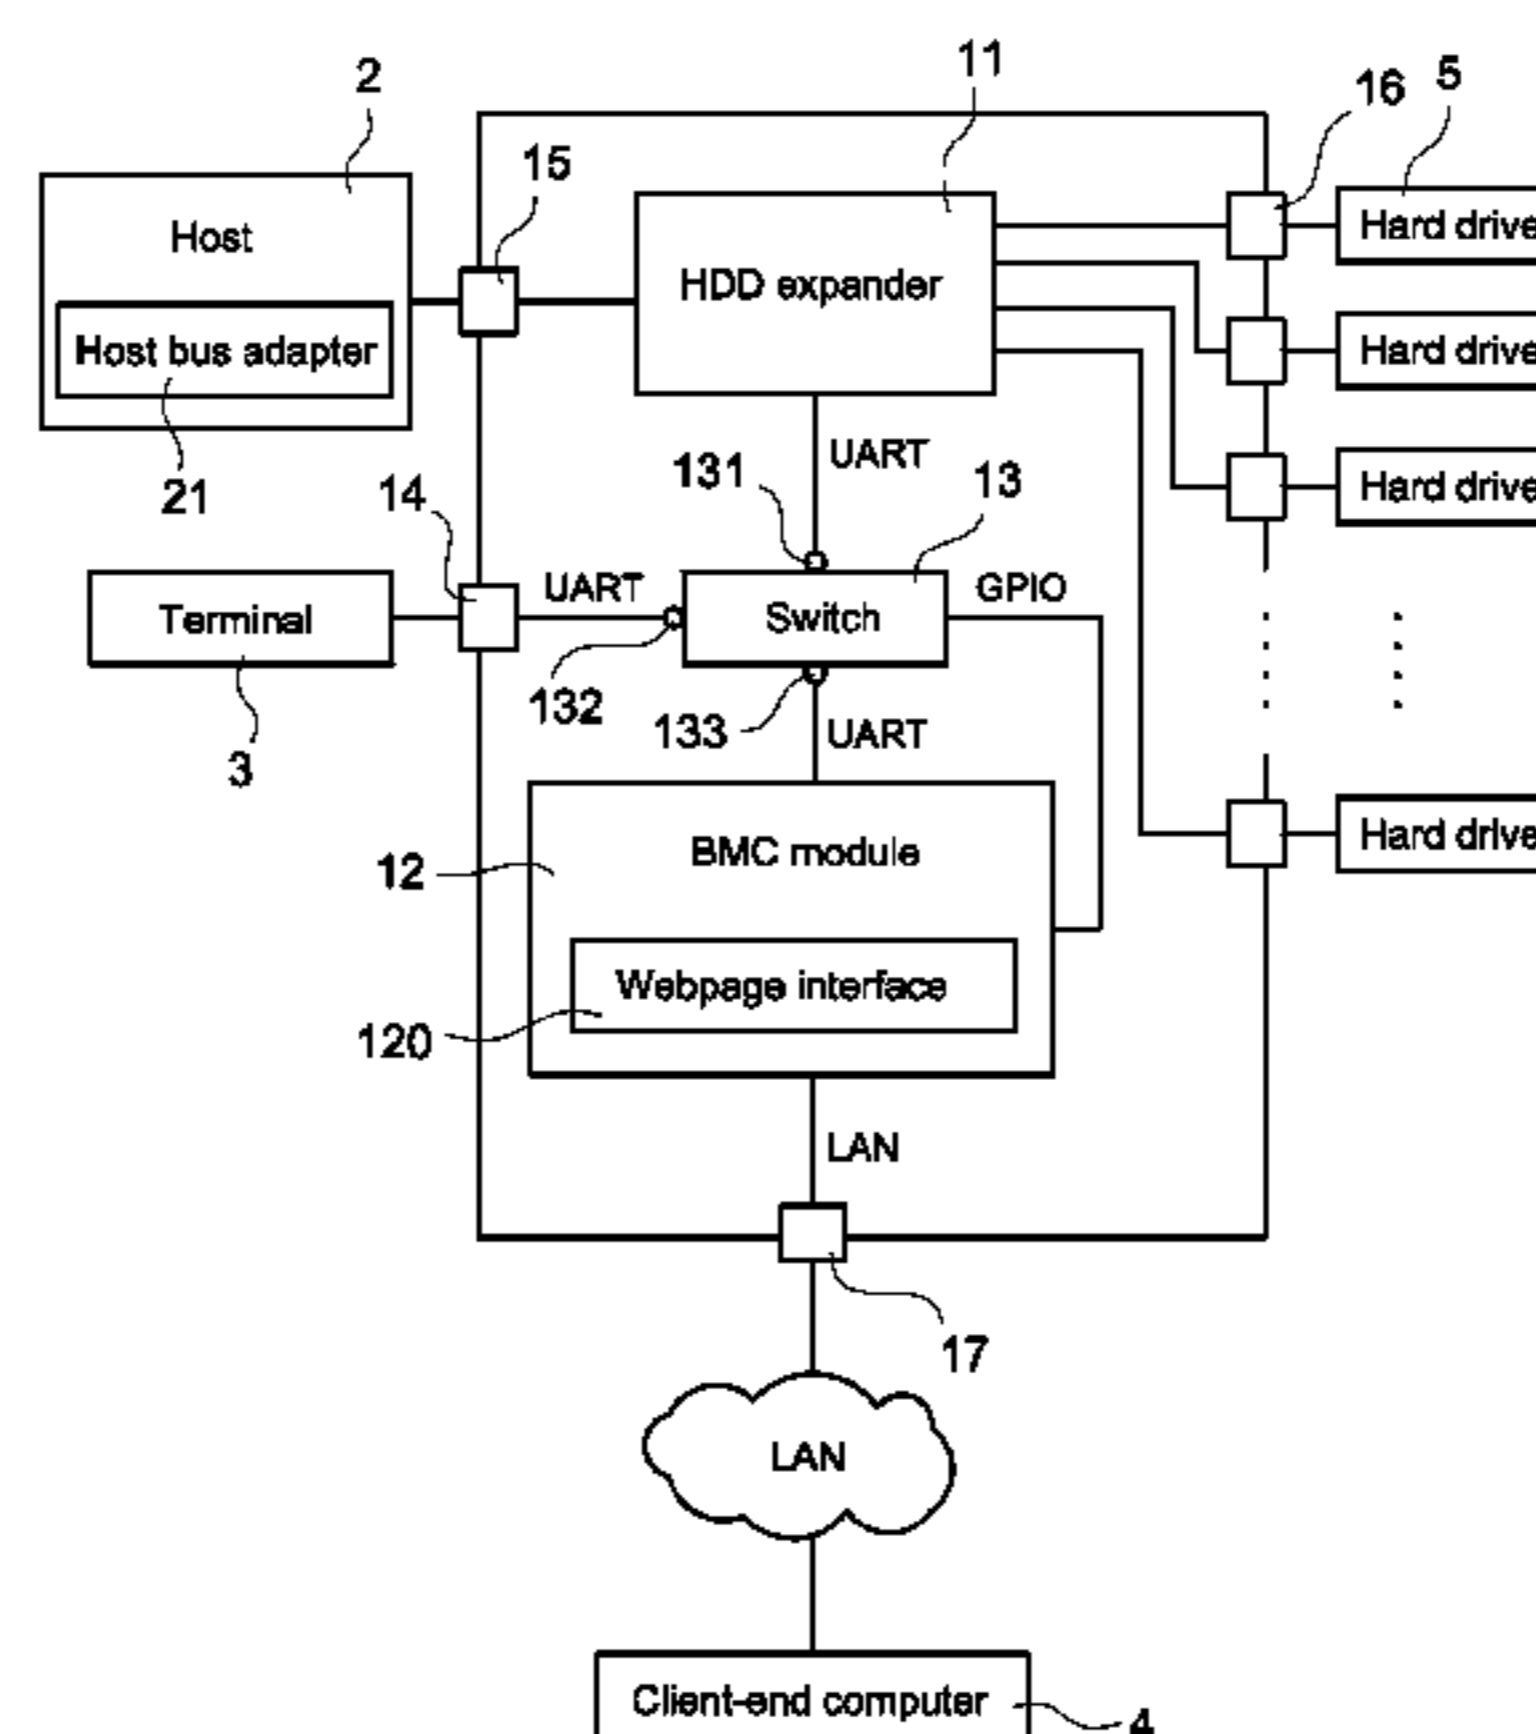 2
11
16
5
15
Host
HDD expander
Hard drive
Host bus adapter
Hard drive
21
14
131
UART
13
Hard drive
Terminal
UART
Switch
GPIO
3
132
133
UART
12
BMC module
Hard drive
Webpage interface
120
LAN
17
LAN
Client-end computer
4